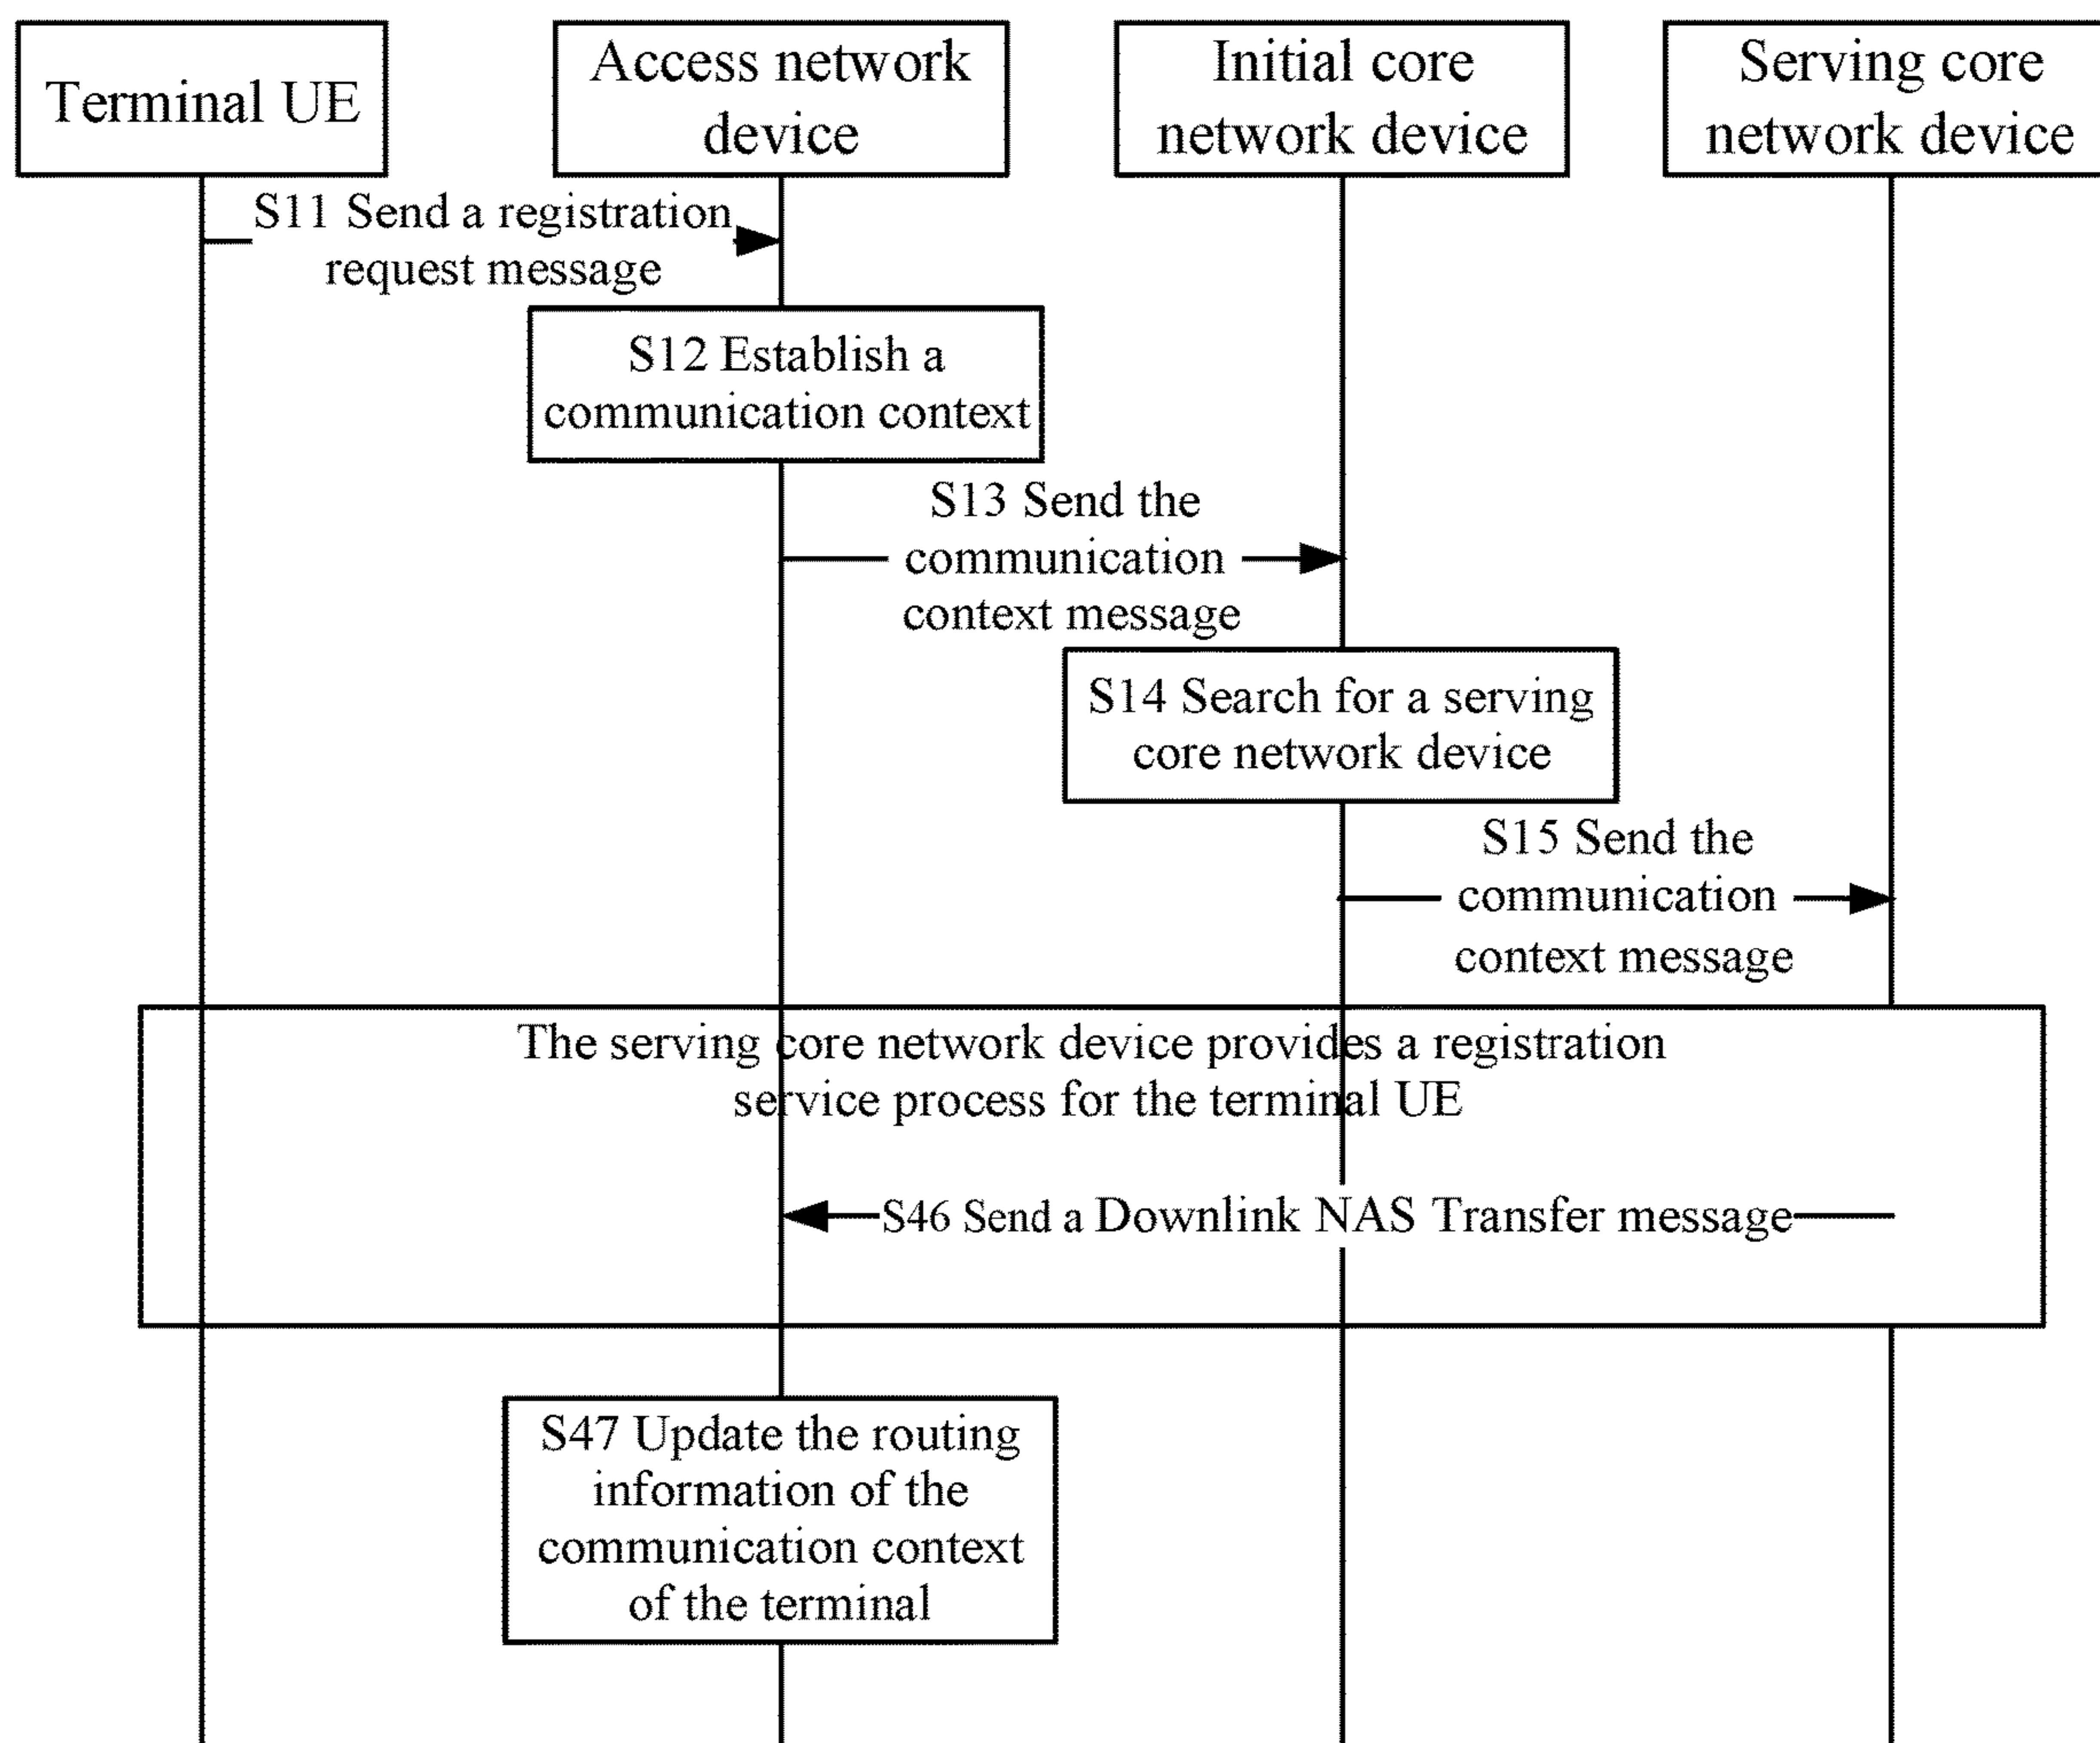 Terminal UE
Access network
device
Initial core
network device
Serving core
network device
S11 Send a registration
request message
S12 Establish a
communication context
S13 Send the
communication
context message
S14 Search for a serving
core network device
S15 Send the
communication
context message
The serving core network device provides a registration
service process for the terminal UE
S46 Send a Downlink NAS Transfer message
S47 Update the routing
information of the
communication context
of the terminal